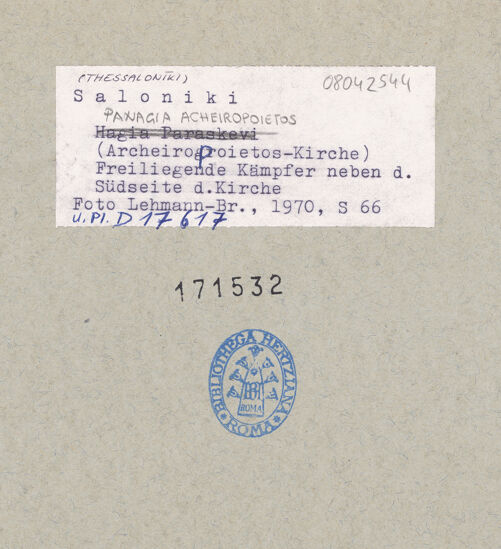 (THESSALONIKI)
08042544
Saloniki
PANAGIA ACHEIROPOIETOS
Hagia Paraskevi
(Archeiropoietos-Kirche)
Freiliegende Kämpfer neben d.
Südseite d.Kirche
Foto Lehmann-Br., 1970, S 66
U.Pl. D 17617
171532
BIBLIOTHECA HERTZIANA
ROMA
ROMA